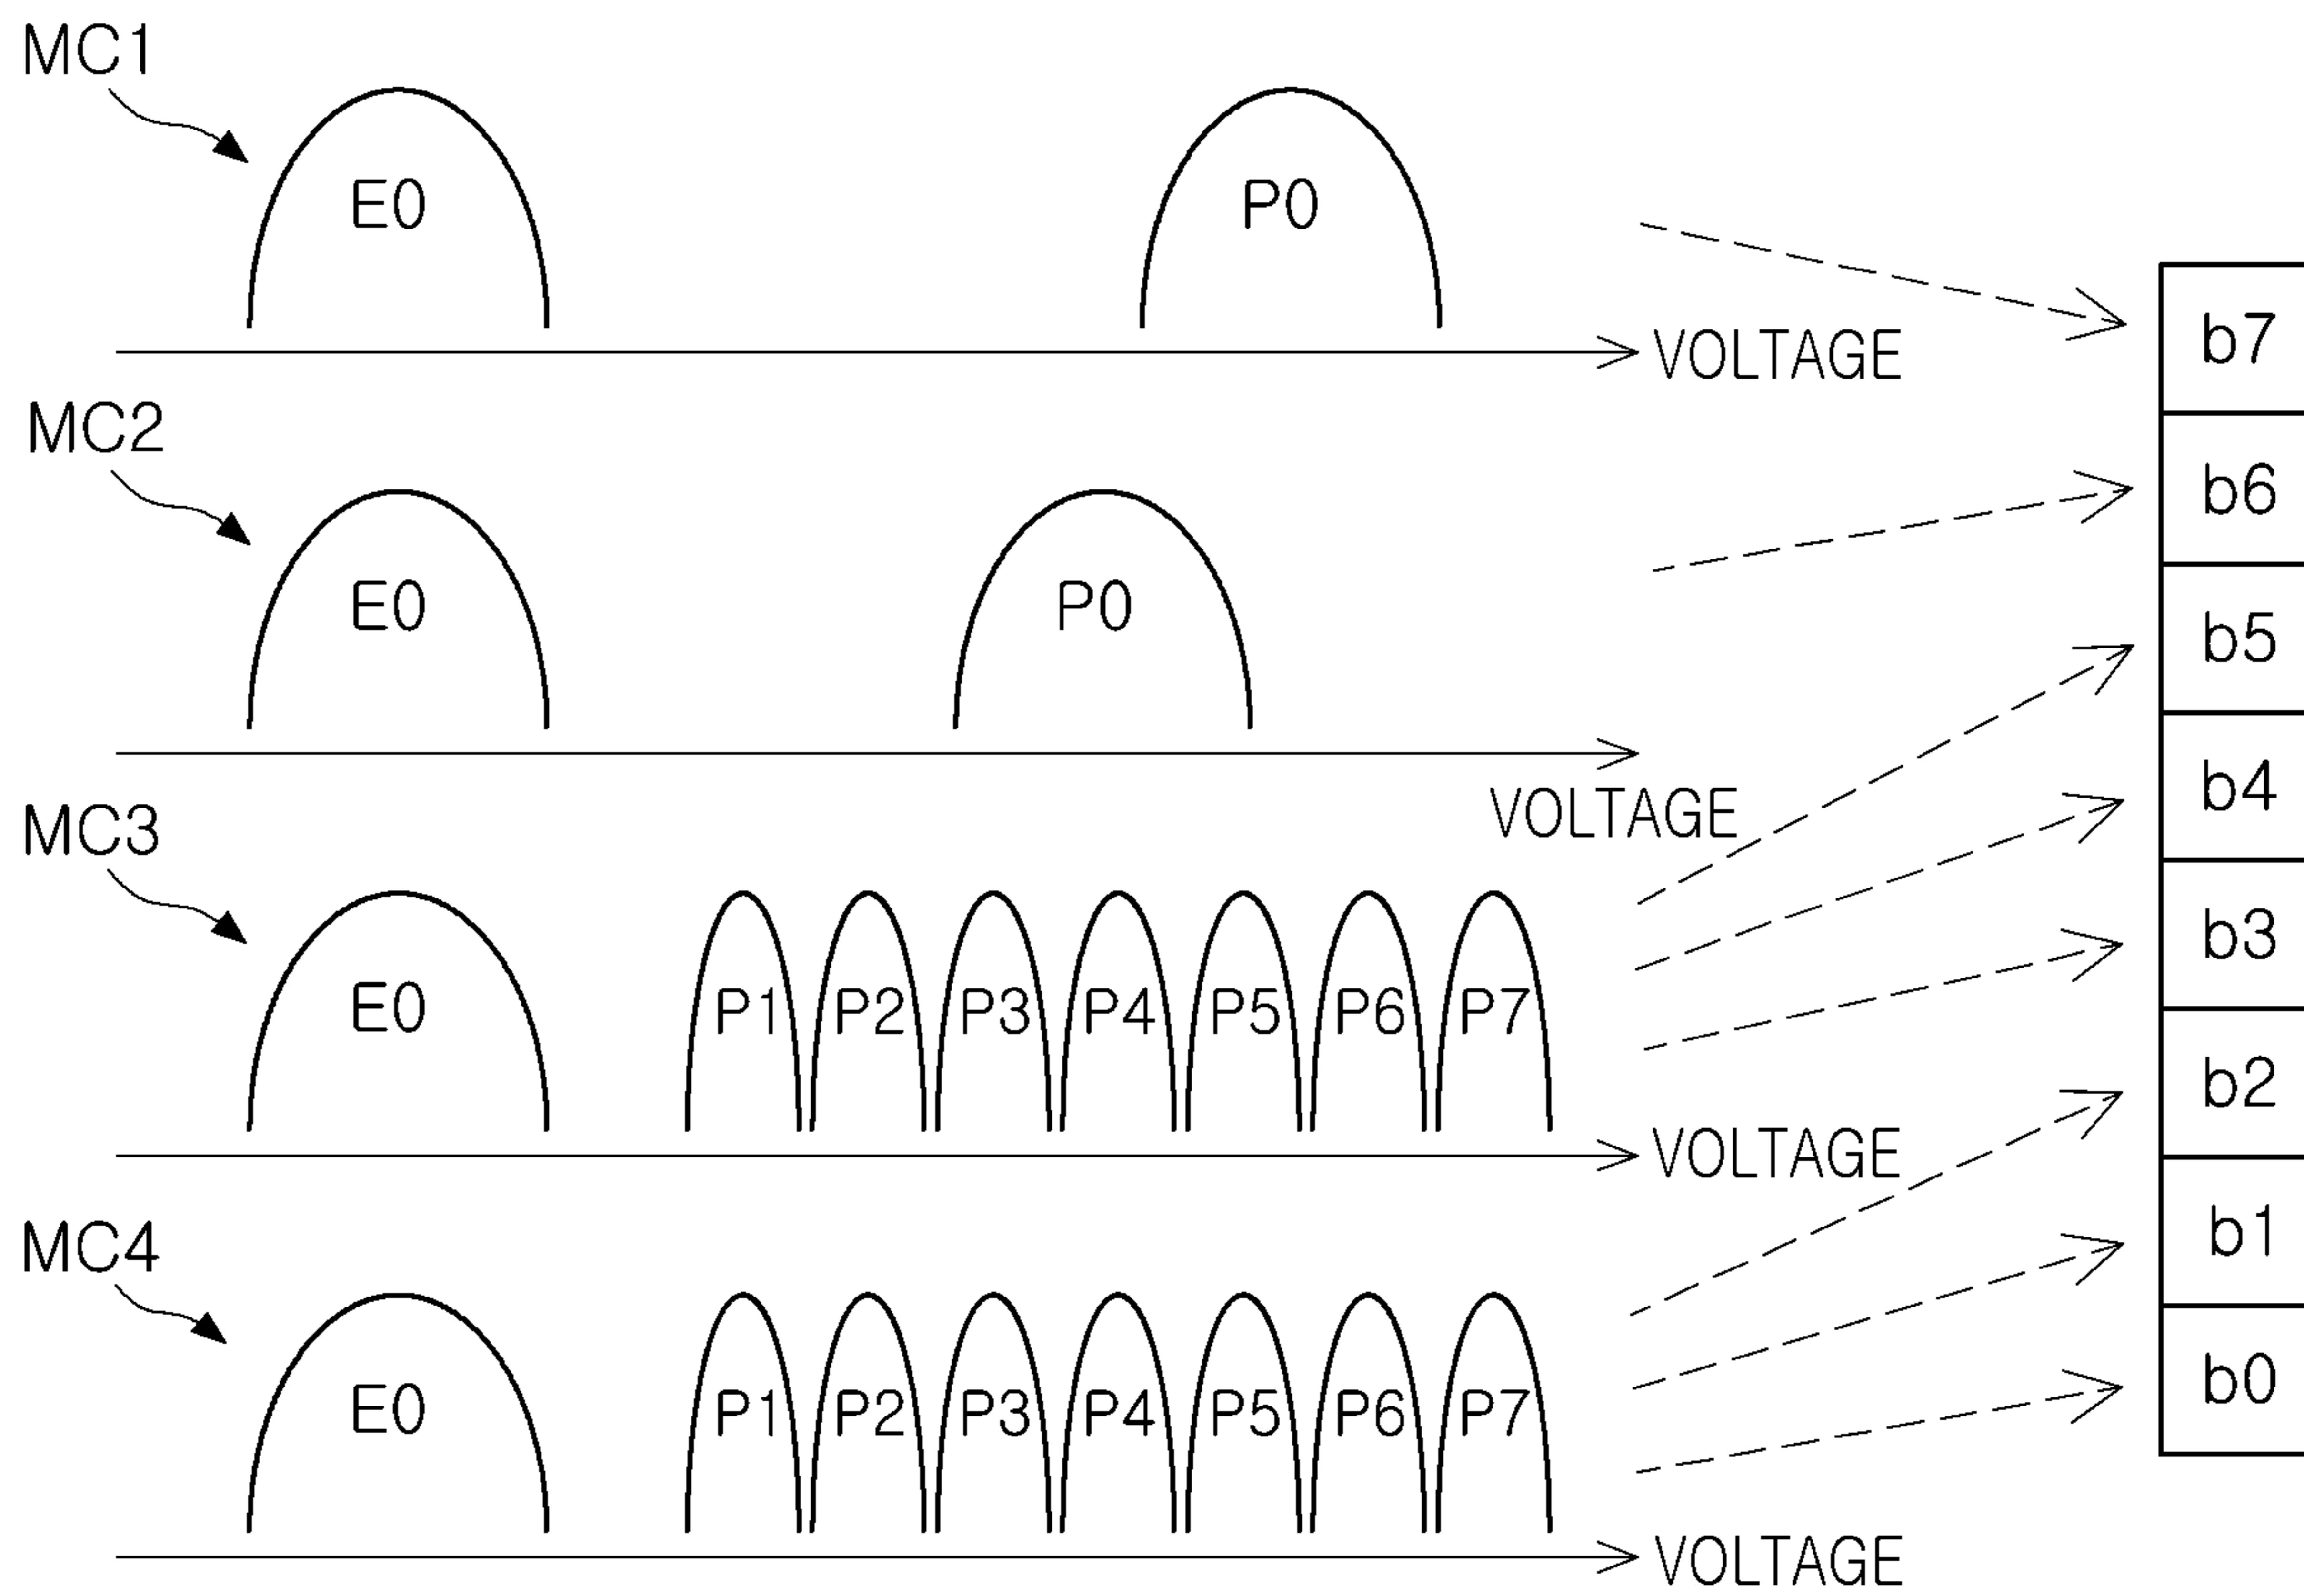 MC1
E0 P0
VOLTAGE
b7
MC2
b6
E0 P0
b5
VOLTAGE
b4
MC3
b3
E0 P1 P2 P3 P4 P5 P6 P7
b2
VOLTAGE
b1
MC4
b0
E0 P1 P2 P3 P4 P5 P6 P7
VOLTAGE